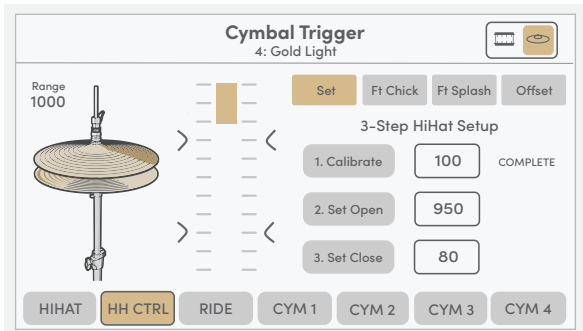 Cymbal Trigger
4: Gold Light
Range
1000
Set
Ft Chick
Ft Splash
Offset
3-Step HiHat Setup
1. Calibrate
100
COMPLETE
2. Set Open
950
3. Set Close
80
HIHAT
HH CTRL
RIDE
CYM 1
CYM 2
CYM 3
CYM 4